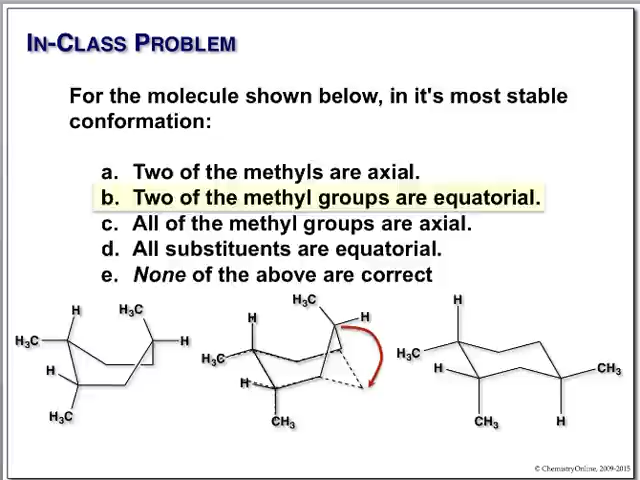 IN-CLASS PROBLEM
For the molecule shown below, in it's most stable
conformation:
a. Two of the methyls are axial.
b. Two of the methyl groups are equatorial.
c. All of the methyl groups are axial.
d. All substituents are equatorial.
e. None of the above are correct
H H₃C
H₃C H
H
H₃C
H₃C
H H
H₃C
H
CH₃
H
H₃C
H CH₃
CH₃ H
© ChemistryOnline, 2009-2015